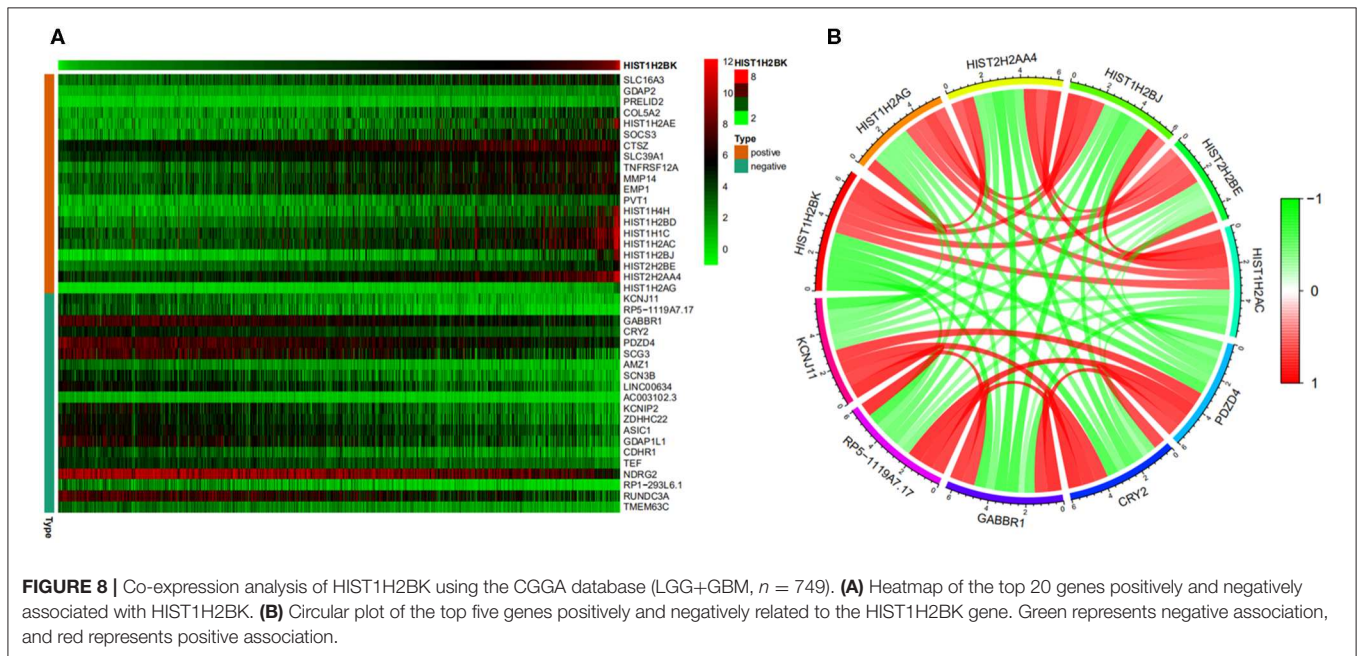 A
HIST1H2BK
SLC16A3
GDAP2
PRELID2
COL5A2
HIST1H2AE
SOCS3
CTSZ
SLC39A1
TNFRSF12A
MMP14
EMP1
PVT1
HIST1H4H
HIST1H2BD
HIST1H1C
HIST1H2AC
HIST1H2BJ
HIST2H2BE
HIST2H2AA4
HIST1H2AG
KCNJ11
RP5-1119A7.17
GABBR1
CRY2
PDZD4
SCG3
AMZ1
SCN3B
LINC00634
AC003102.3
KCNIP2
ZDHHC22
ASIC1
GDAP1L1
CDHR1
TEF
NDRG2
RP1-293L6.1
RUNDC3A
TMEM63C
Type
12
10
8
6
4
2
0
HIST1H2BK
8
2
Type
postive
negative
B
HIST2H2AA4
HIST1H2BJ
HIST2H2BE
HIST1H2AC
PDZD4
CRY2
GABBR1
RP5-1119A7.17
KCNJ11
HIST1H2BK
HIST1H2AG
-1
0
1
FIGURE 8 | Co-expression analysis of HIST1H2BK using the CGGA database (LGG+GBM, n = 749). (A) Heatmap of the top 20 genes positively and negatively
associated with HIST1H2BK. (B) Circular plot of the top five genes positively and negatively related to the HIST1H2BK gene. Green represents negative association,
and red represents positive association.